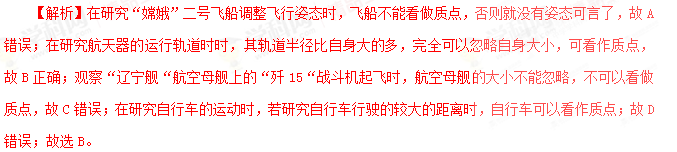 【解析】在研究“嫦娥”二号飞船调整飞行姿态时，飞船不能看做质点，否则就没有姿态可言了，故 A
错误；在研究航天器的运行轨道时时，其轨道半径比自身大的多，完全可以忽略自身大小，可看作质点，
故 B 正确；观察“辽宁舰“航空母舰上的“歼 15“战斗机起飞时，航空母舰的大小不能忽略，不可以看做
质点，故 C 错误；在研究自行车的运动时，若研究自行车行驶的较大的距离时，自行车可以看作质点；故 D
错误；故选 B。